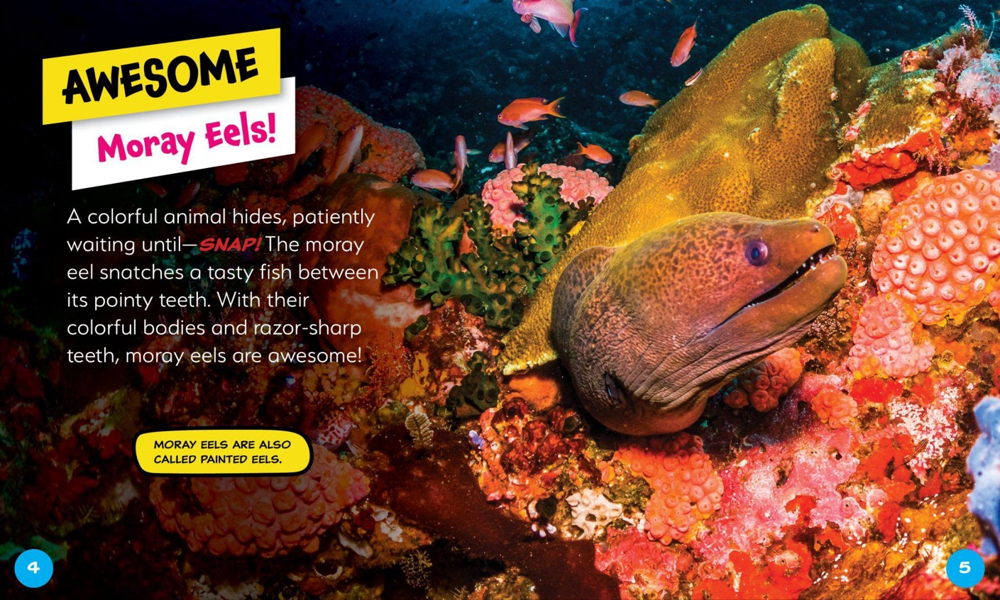 AWESOME
Moray Eels!
A colorful animal hides, patiently
waiting until—SNAP! The moray
eel snatches a tasty fish between
its pointy teeth. With their
colorful bodies and razor-sharp
teeth, moray eels are awesome!
MORAY EELS ARE ALSO
CALLED PAINTED EELS.
4
5